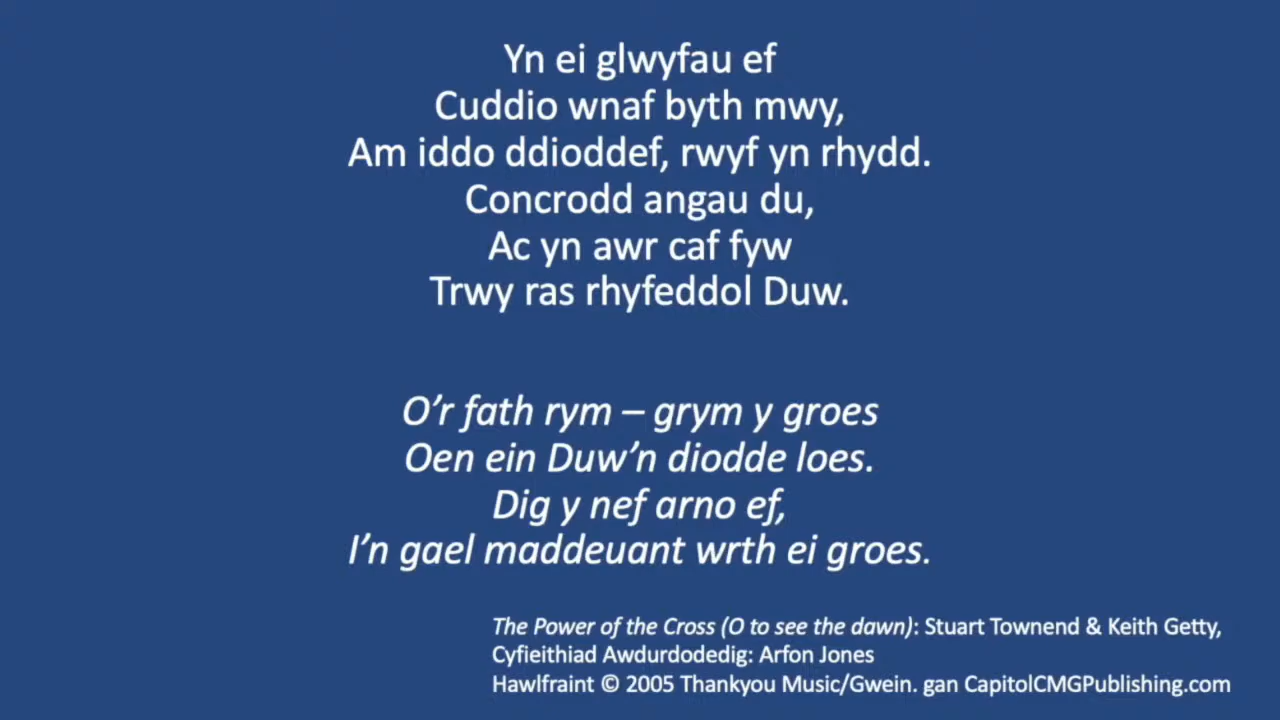 Yn ei glwyfau ef
Cuddio wnaf byth mwy,
Am iddo ddioddef, rwyf yn rhydd.
Concrodd angau du,
Ac yn awr caf fyw
Trwy ras rhyfeddol Duw.
O’r fath rym – grym y groes
Oen ein Duw’n diodde loes.
Dig y nef arno ef,
I’n gael maddeuant wrth ei groes.
The Power of the Cross (O to see the dawn): Stuart Townend & Keith Getty,
Cyfieithiad Awdurdodedig: Arfon Jones
Hawlfraint © 2005 Thankyou Music/Gwein. gan CapitolCMGPublishing.com